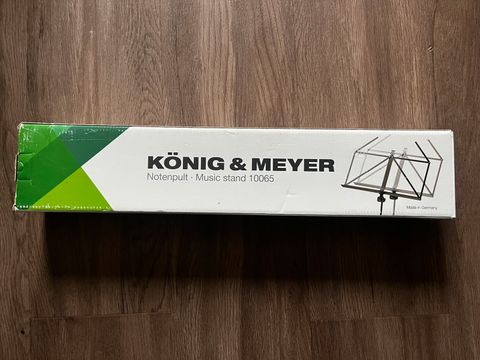 KÖNIG & MEYER
Notenpult · Music stand 10065
Made in Germany